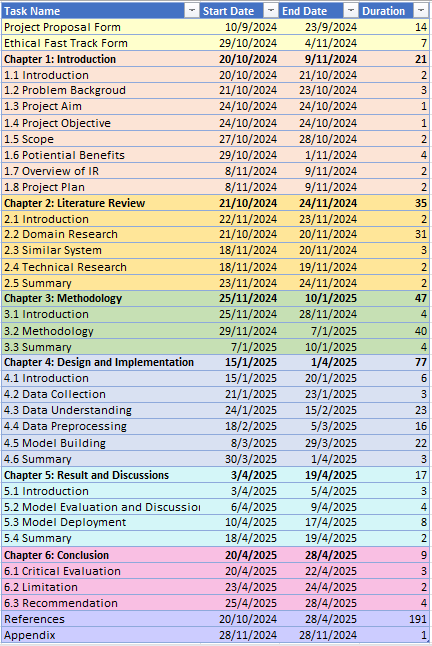 Task Name Start Date End Date Duration
Project Proposal Form 10/9/2024 23/9/2024 14
Ethical Fast Track Form 29/10/2024 4/11/2024 7
Chapter 1: Introduction 20/10/2024 9/11/2024 21
1.1 Introduction 20/10/2024 21/10/2024 2
1.2 Problem Backgroud 21/10/2024 23/10/2024 3
1.3 Project Aim 24/10/2024 24/10/2024 1
1.4 Project Objective 24/10/2024 24/10/2024 1
1.5 Scope 27/10/2024 28/10/2024 2
1.6 Potiential Benefits 29/10/2024 1/11/2024 4
1.7 Overview of IR 8/11/2024 9/11/2024 2
1.8 Project Plan 8/11/2024 9/11/2024 2
Chapter 2: Literature Review 21/10/2024 24/11/2024 35
2.1 Introduction 22/11/2024 23/11/2024 2
2.2 Domain Research 21/10/2024 20/11/2024 31
2.3 Similar System 18/11/2024 20/11/2024 3
2.4 Technical Research 18/11/2024 19/11/2024 2
2.5 Summary 23/11/2024 24/11/2024 2
Chapter 3: Methodology 25/11/2024 10/1/2025 47
3.1 Introduction 25/11/2024 28/11/2024 4
3.2 Methodology 29/11/2024 7/1/2025 40
3.3 Summary 7/1/2025 10/1/2025 4
Chapter 4: Design and Implementation 15/1/2025 1/4/2025 77
4.1 Introduction 15/1/2025 20/1/2025 6
4.2 Data Collection 21/1/2025 23/1/2025 3
4.3 Data Understanding 24/1/2025 15/2/2025 23
4.4 Data Preprocessing 18/2/2025 5/3/2025 16
4.5 Model Building 8/3/2025 29/3/2025 22
4.6 Summary 30/3/2025 1/4/2025 3
Chapter 5: Result and Discussions 3/4/2025 19/4/2025 17
5.1 Introduction 3/4/2025 5/4/2025 3
5.2 Model Evaluation and Discussion 6/4/2025 9/4/2025 4
5.3 Model Deployment 10/4/2025 17/4/2025 8
5.4 Summary 18/4/2025 19/4/2025 2
Chapter 6: Conclusion 20/4/2025 28/4/2025 9
6.1 Critical Evaluation 20/4/2025 22/4/2025 3
6.2 Limitation 23/4/2025 24/4/2025 2
6.3 Recommendation 25/4/2025 28/4/2025 4
References 20/10/2024 28/4/2025 191
Appendix 28/11/2024 28/11/2024 1